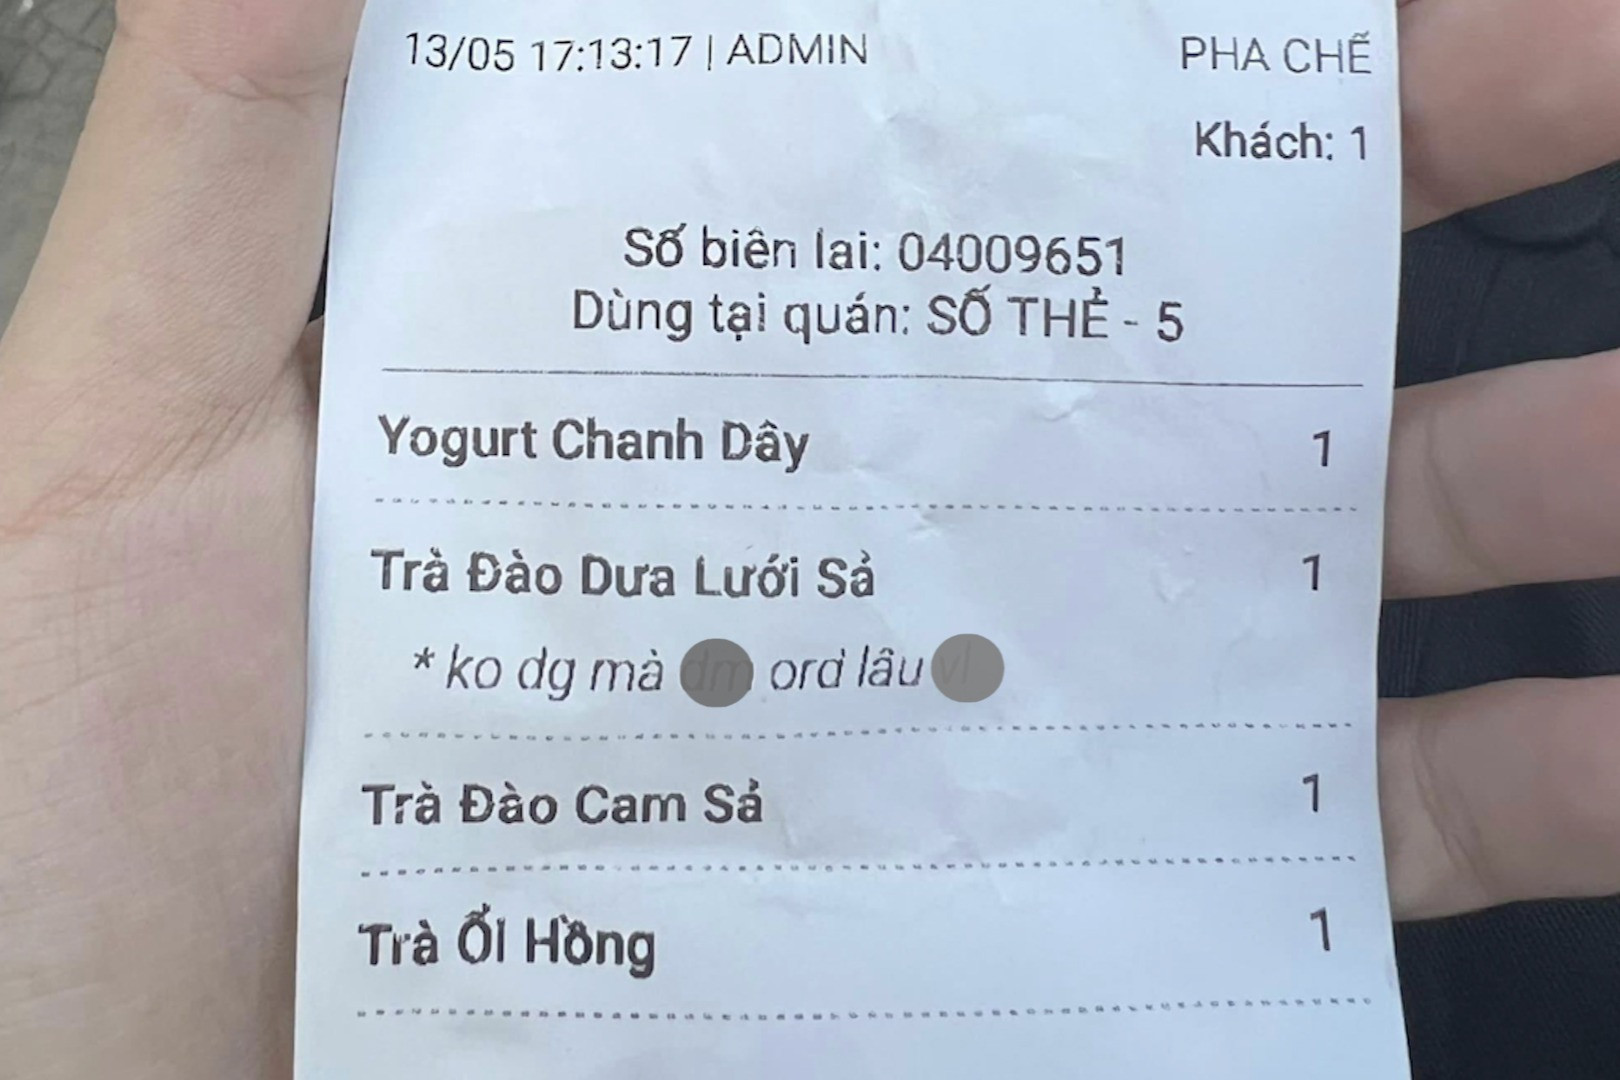 13/05 17:13:17 | ADMIN PHA CHẾ
Khách: 1
Số biên lai: 04009651
Dùng tại quán: SỐ THẺ - 5
Yogurt Chanh Dây 1
Trà Đào Dưa Lưới Sả 1
* ko dg mà dm ord lâu vl
Trà Đào Cam Sả 1
Trà Ổi Hồng 1